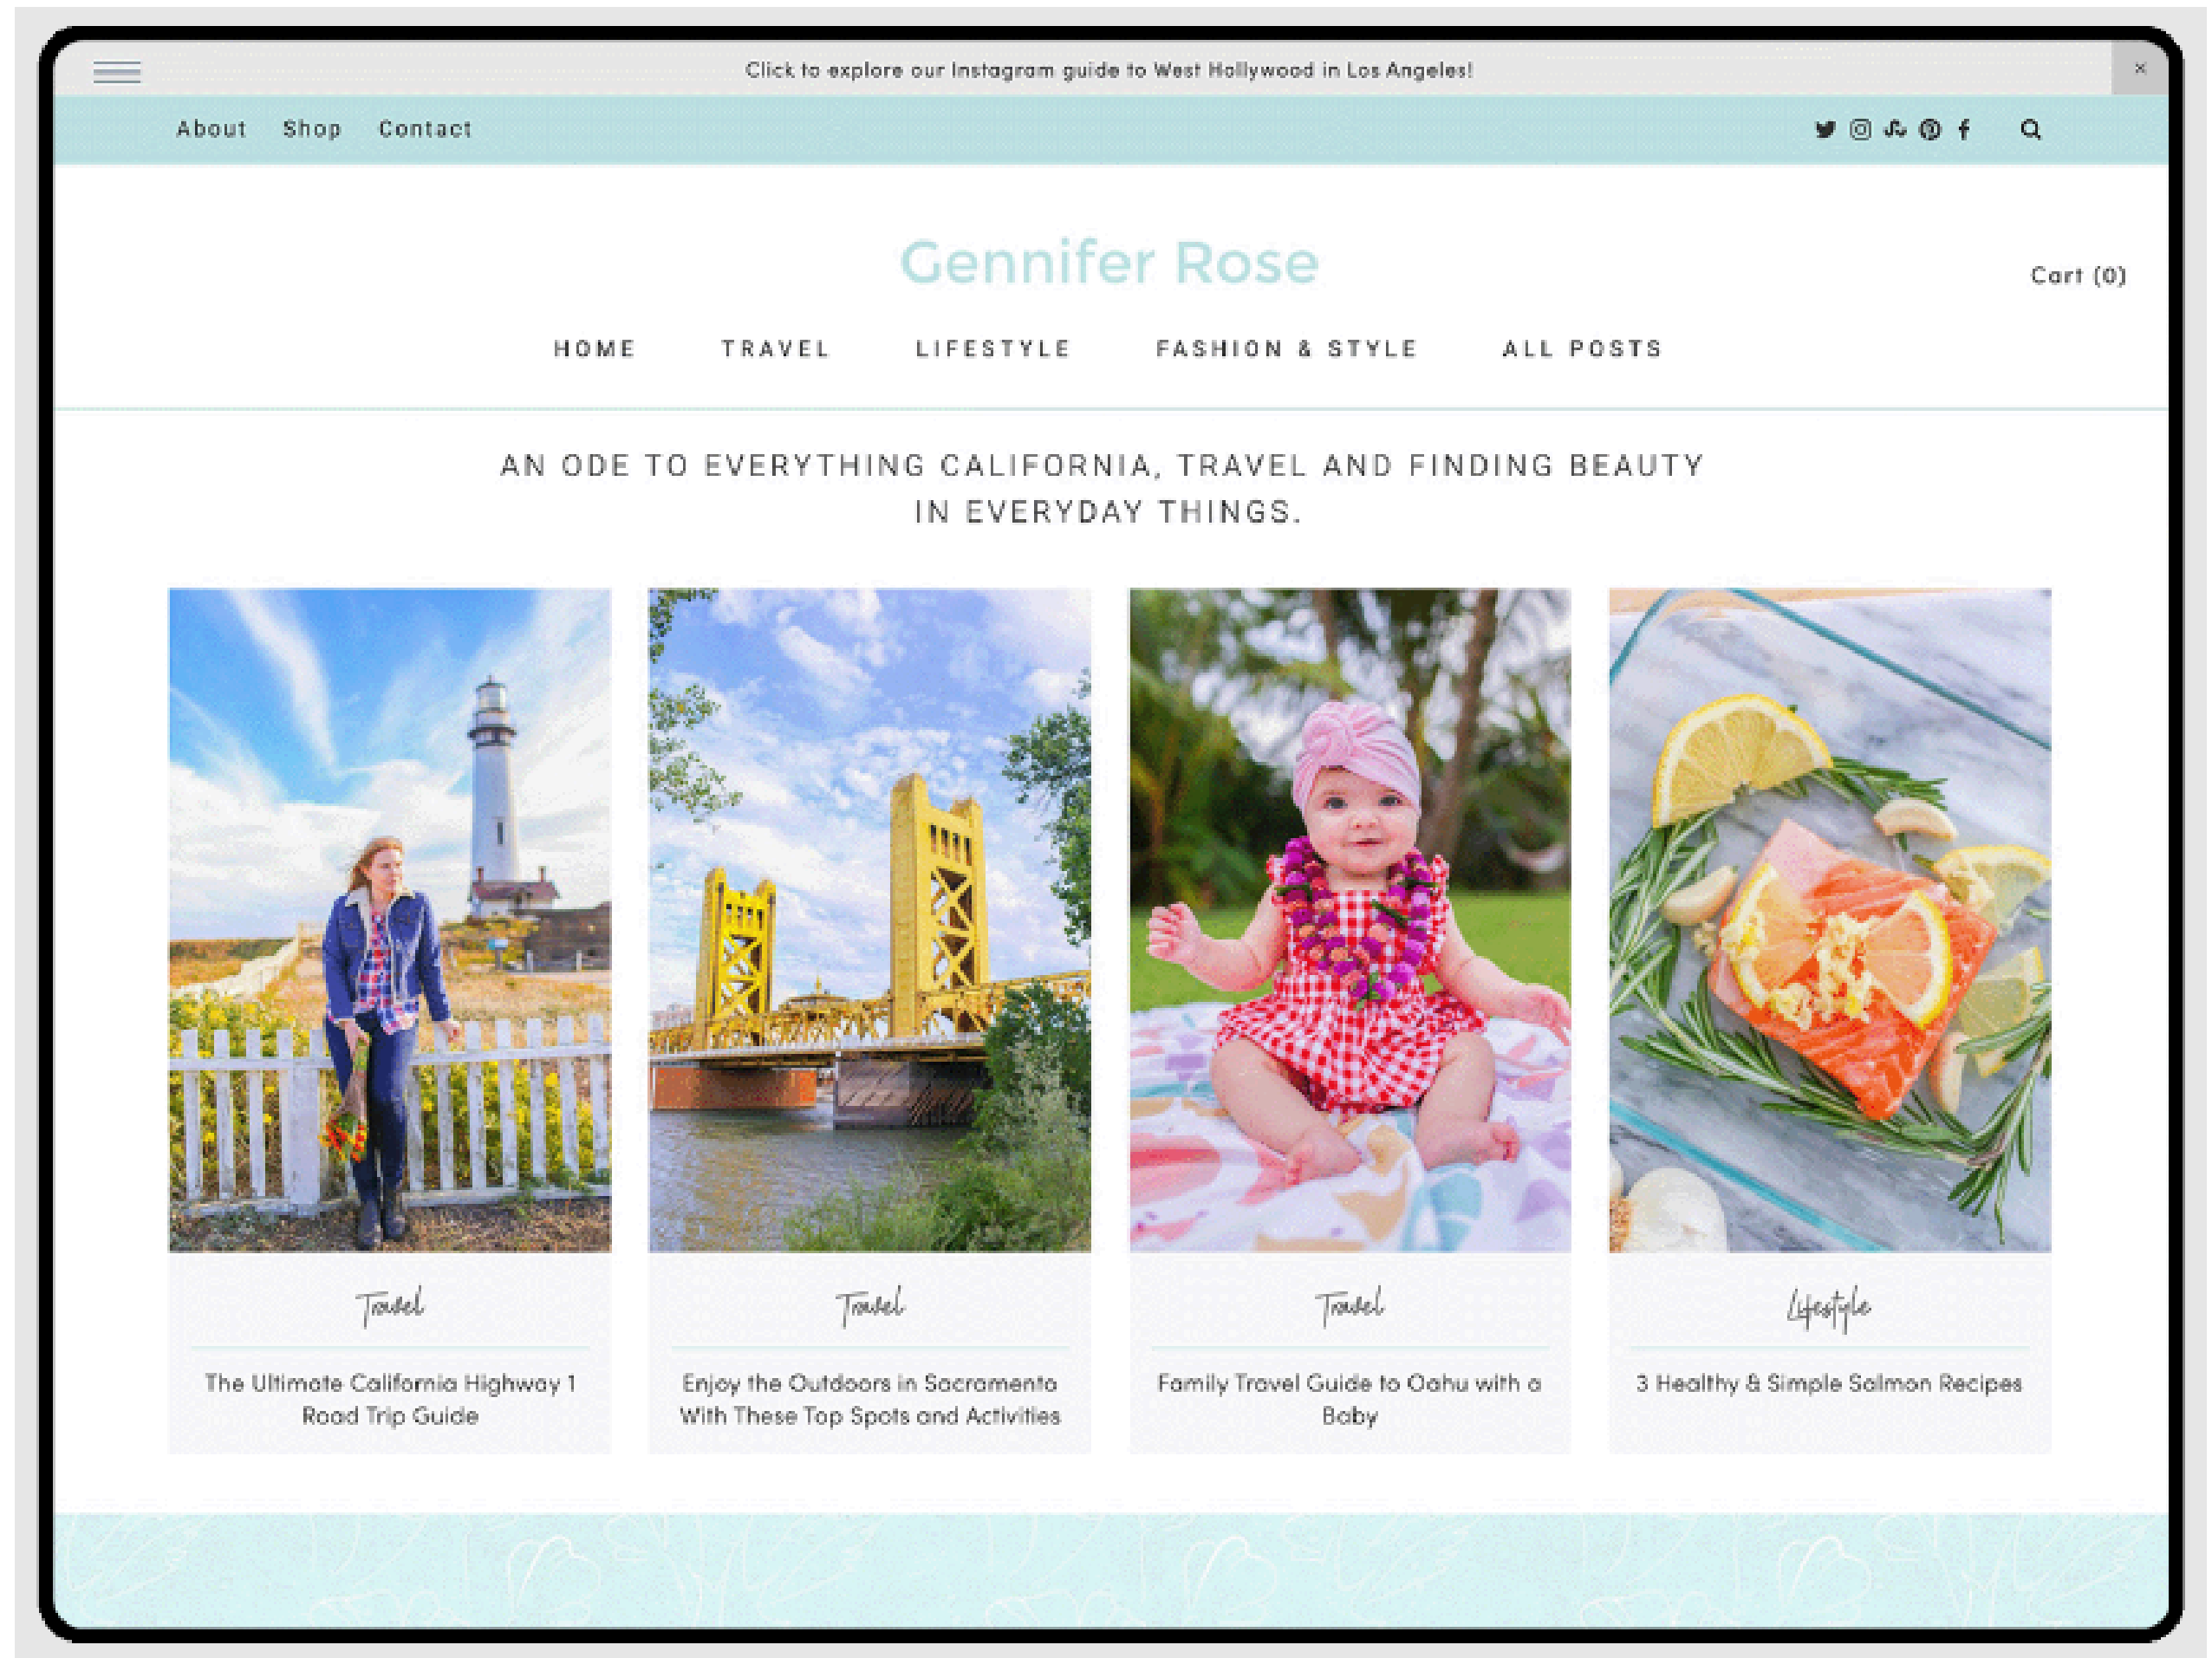 Click to explore our Instagram guide to West Hollywood in Los Angeles!
×
About Shop Contact
Gennifer Rose
Cart (0)
HOME TRAVEL LIFESTYLE FASHION & STYLE ALL POSTS
AN ODE TO EVERYTHING CALIFORNIA, TRAVEL AND FINDING BEAUTY
IN EVERYDAY THINGS.
Travel
The Ultimate California Highway 1
Road Trip Guide
Travel
Enjoy the Outdoors in Sacramento
With These Top Spots and Activities
Travel
Family Travel Guide to Oahu with a
Baby
Lifestyle
3 Healthy & Simple Salmon Recipes